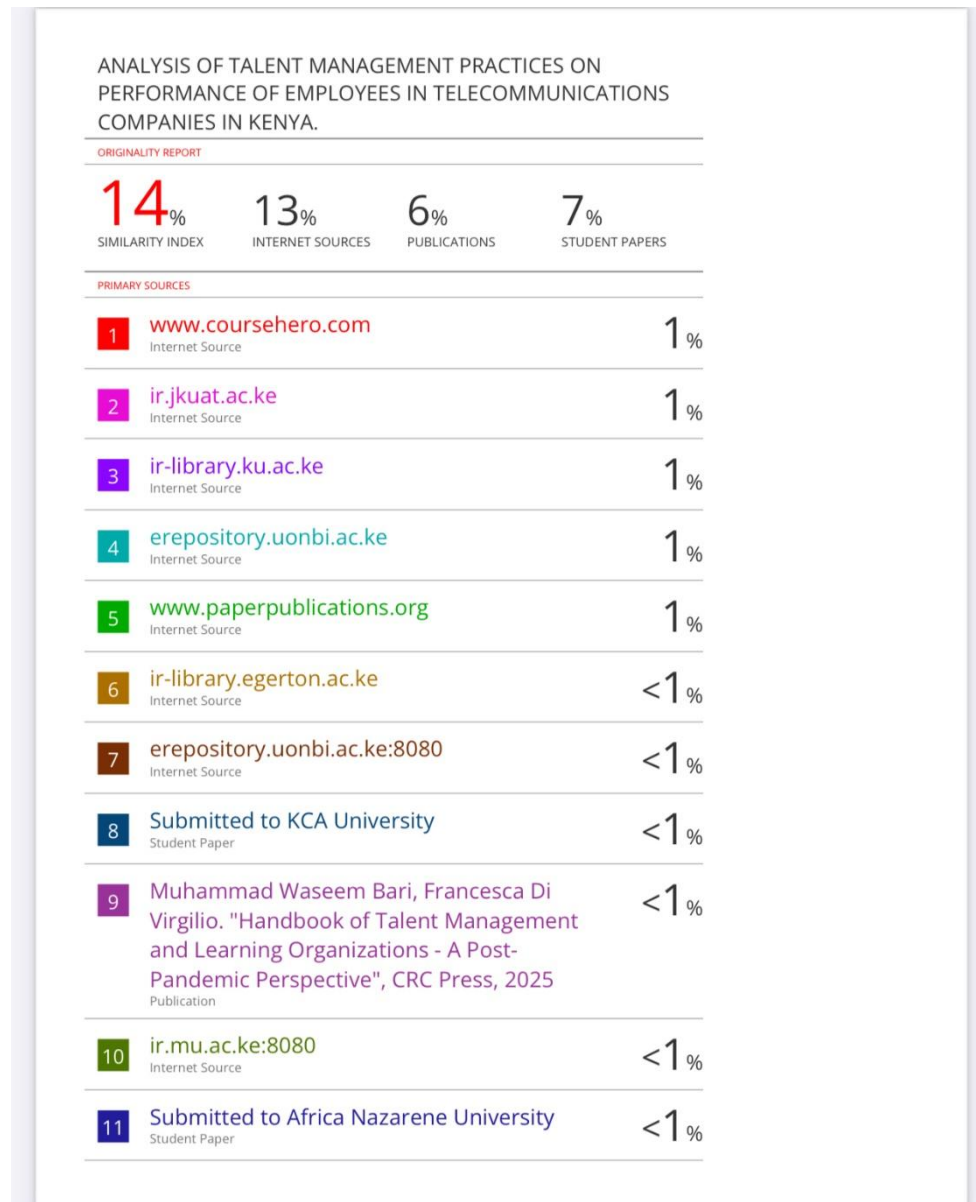 ANALYSIS OF TALENT MANAGEMENT PRACTICES ON
PERFORMANCE OF EMPLOYEES IN TELECOMMUNICATIONS
COMPANIES IN KENYA.
ORIGINALITY REPORT
14% 13% 6% 7%
SIMILARITY INDEX INTERNET SOURCES PUBLICATIONS STUDENT PAPERS
PRIMARY SOURCES
1 www.coursehero.com 1%
Internet Source
2 ir.jkuat.ac.ke 1%
Internet Source
3 ir-library.ku.ac.ke 1%
Internet Source
4 erepository.uonbi.ac.ke 1%
Internet Source
5 www.paperpublications.org 1%
Internet Source
6 ir-library.egerton.ac.ke <1%
Internet Source
7 erepository.uonbi.ac.ke:8080 <1%
Internet Source
8 Submitted to KCA University <1%
Student Paper
9 Muhammad Waseem Bari, Francesca Di <1%
Virgilio. "Handbook of Talent Management
and Learning Organizations - A Post-
Pandemic Perspective", CRC Press, 2025
Publication
10 ir.mu.ac.ke:8080 <1%
Internet Source
11 Submitted to Africa Nazarene University <1%
Student Paper